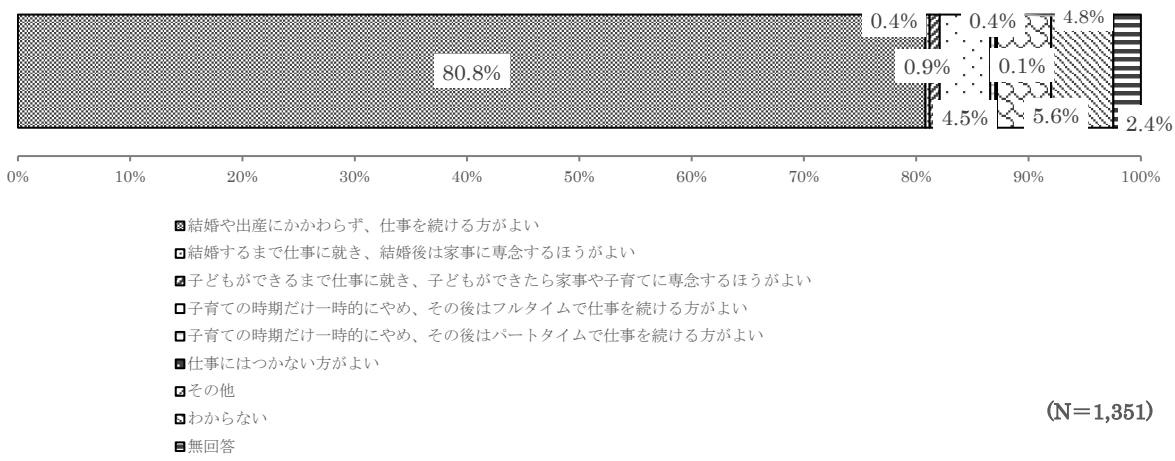 0.4%
0.4%
4.8%
80.8%
0.9%
0.1%
4.5%
5.6%
2.4%
0%
10%
20%
30%
40%
50%
60%
70%
80%
90%
100%
結婚や出産にかかわらず、仕事を続ける方がよい
結婚するまで仕事に就き、結婚後は家事に専念するほうがよい
子どもができるまで仕事に就き、子どもができたら家事や子育てに専念するほうがよい
子育ての時期だけ一時的にやめ、その後はフルタイムで仕事を続ける方がよい
子育ての時期だけ一時的にやめ、その後はパートタイムで仕事を続ける方がよい
仕事にはつかない方がよい
その他
わからない
無回答
(N＝1,351)